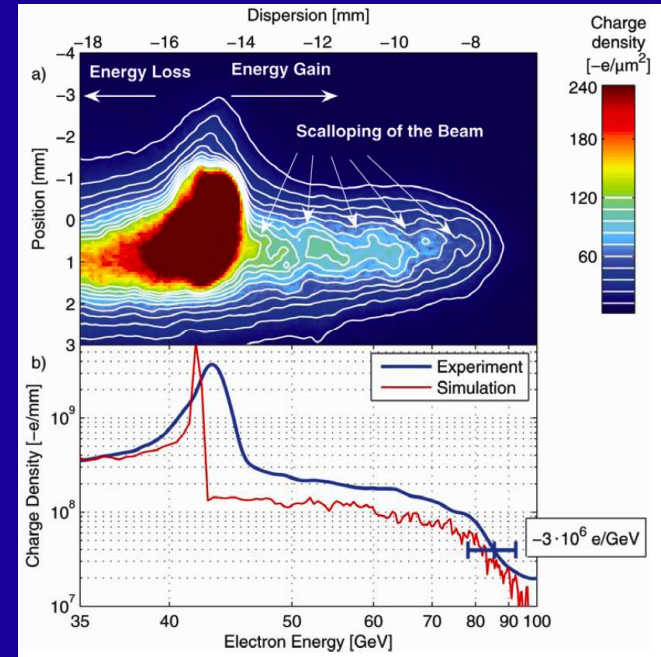 Dispersion [mm]
−18 −16 −14 −12 −10 −8
Charge
density
[−e/μm²]
a)
Energy Loss
Energy Gain
Scalloping of the Beam
Position [mm]
−4
−3
−2
−1
0
1
2
3
240
180
120
60
b)
Experiment
Simulation
Charge Density [−e/mm]
10⁹
10⁸
10⁷
−3·10⁶ e/GeV
35 40 50 60 70 80 90 100
Electron Energy [GeV]